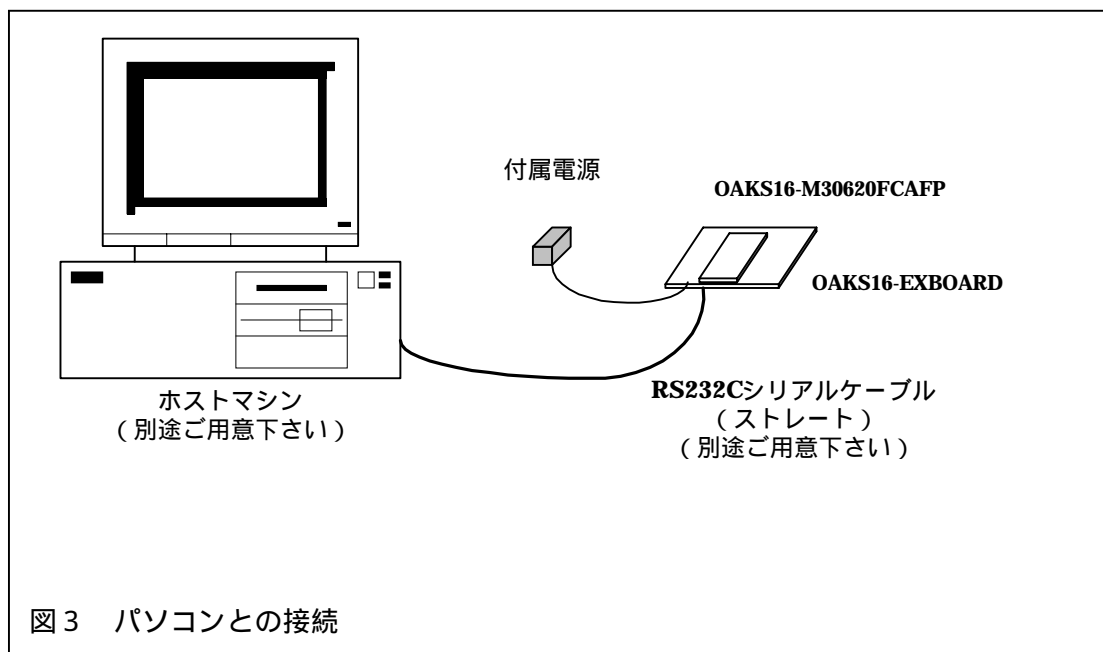 付属電源
OAKS16-M30620FCAFP
OAKS16-EXBOARD
ホストマシン
（別途ご用意下さい）
RS232Cシリアルケーブル
（ストレート）
（別途ご用意下さい）
図３　パソコンとの接続